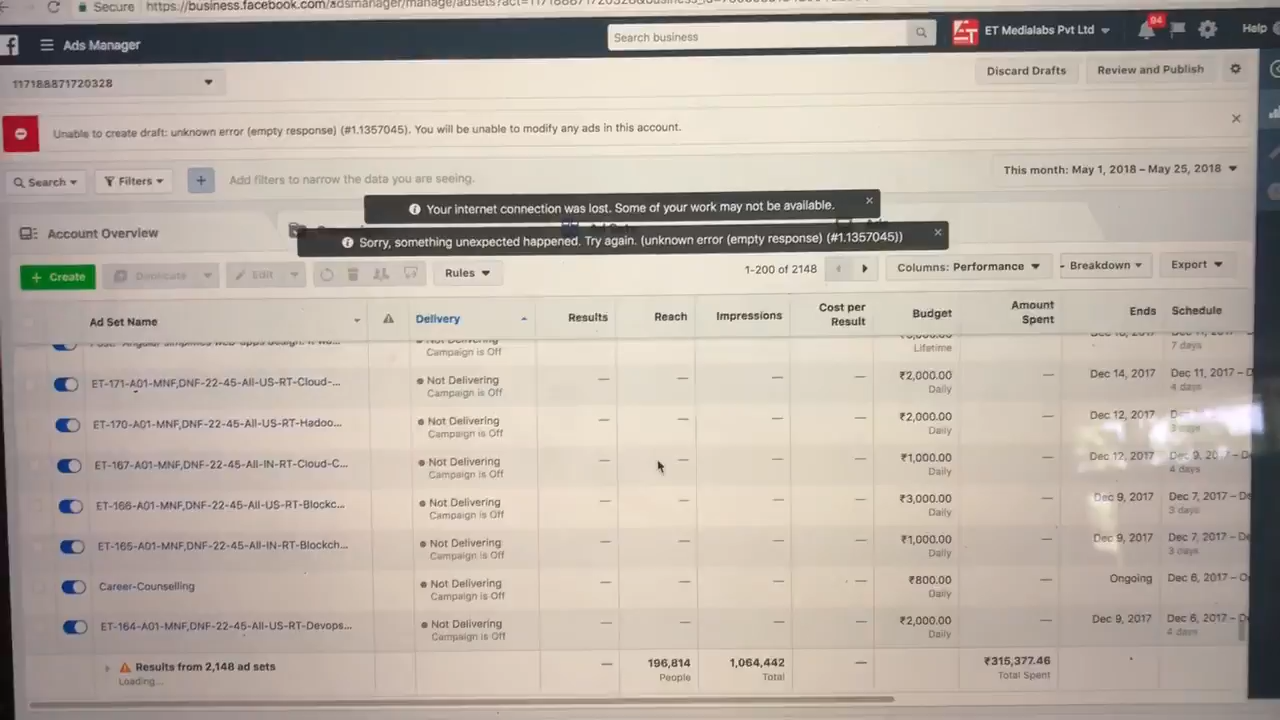 Secure
Ads Manager
Search business
ET Medialabs Pvt Ltd
94
Help
1171888871720328
Discard Drafts
Review and Publish
Unable to create draft: unknown error (empty response) (#1.1357045). You will be unable to modify any ads in this account.
Search
Filters
+
Add filters to narrow the data you are seeing.
This month: May 1, 2018 – May 25, 2018
Your internet connection was lost. Some of your work may not be available.
Account Overview
Sorry, something unexpected happened. Try again. (unknown error (empty response) (#1.1357045))
+ Create
Duplicate
Edit
Rules
1-200 of 2148
Columns: Performance
Breakdown
Export
Ad Set Name
Delivery
Results
Reach
Impressions
Cost per Result
Budget
Amount Spent
Ends
Schedule
Campaign is Off
Lifetime
7 days
ET-171-A01-MNF,DNF-22-45-All-US-RT-Cloud-...
Not Delivering
Campaign is Off
— — — —
₹2,000.00
Daily
—
Dec 14, 2017
Dec 11, 2017 –
4 days
ET-170-A01-MNF,DNF-22-45-All-US-RT-Hadoo...
Not Delivering
Campaign is Off
— — — —
₹2,000.00
Daily
—
Dec 12, 2017
3 days
ET-167-A01-MNF,DNF-22-45-All-IN-RT-Cloud-C...
Not Delivering
Campaign is Off
— — — —
₹1,000.00
Daily
—
Dec 12, 2017
4 days
ET-166-A01-MNF,DNF-22-45-All-US-RT-Blockc...
Not Delivering
Campaign is Off
— — — —
₹3,000.00
Daily
—
Dec 9, 2017
Dec 7, 2017 –
3 days
ET-165-A01-MNF,DNF-22-45-All-IN-RT-Blockch...
Not Delivering
Campaign is Off
— — — —
₹1,000.00
Daily
—
Dec 9, 2017
Dec 7, 2017 –
3 days
Career-Counselling
Not Delivering
Campaign is Off
— — — —
₹800.00
Daily
—
Ongoing
Dec 6, 2017 –
ET-164-A01-MNF,DNF-22-45-All-US-RT-Devops...
Not Delivering
Campaign is Off
— — — —
₹2,000.00
Daily
—
Dec 9, 2017
Dec 6, 2017 –
4 days
Results from 2,148 ad sets
Loading...
—
196,814
People
1,064,442
Total
—
₹315,377.46
Total Spent